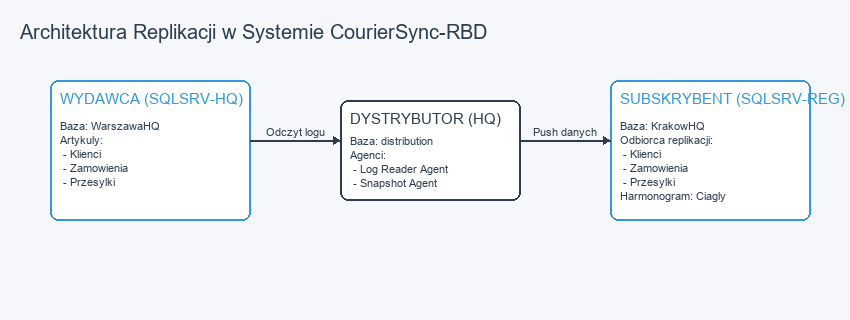 Architektura Replikacji w Systemie CourierSync-RBD
WYDAWCA (SQLSRV-HQ)
Baza: WarszawaHQ
Artykuly:
- Klienci
- Zamowienia
- Przesylki
Odczyt logu
DYSTRYBUTOR (HQ)
Baza: distribution
Agenci:
- Log Reader Agent
- Snapshot Agent
Push danych
SUBSKRYBENT (SQLSRV-REG)
Baza: KrakowHQ
Odbiorca replikacji:
- Klienci
- Zamowienia
- Przesylki
Harmonogram: Ciagly